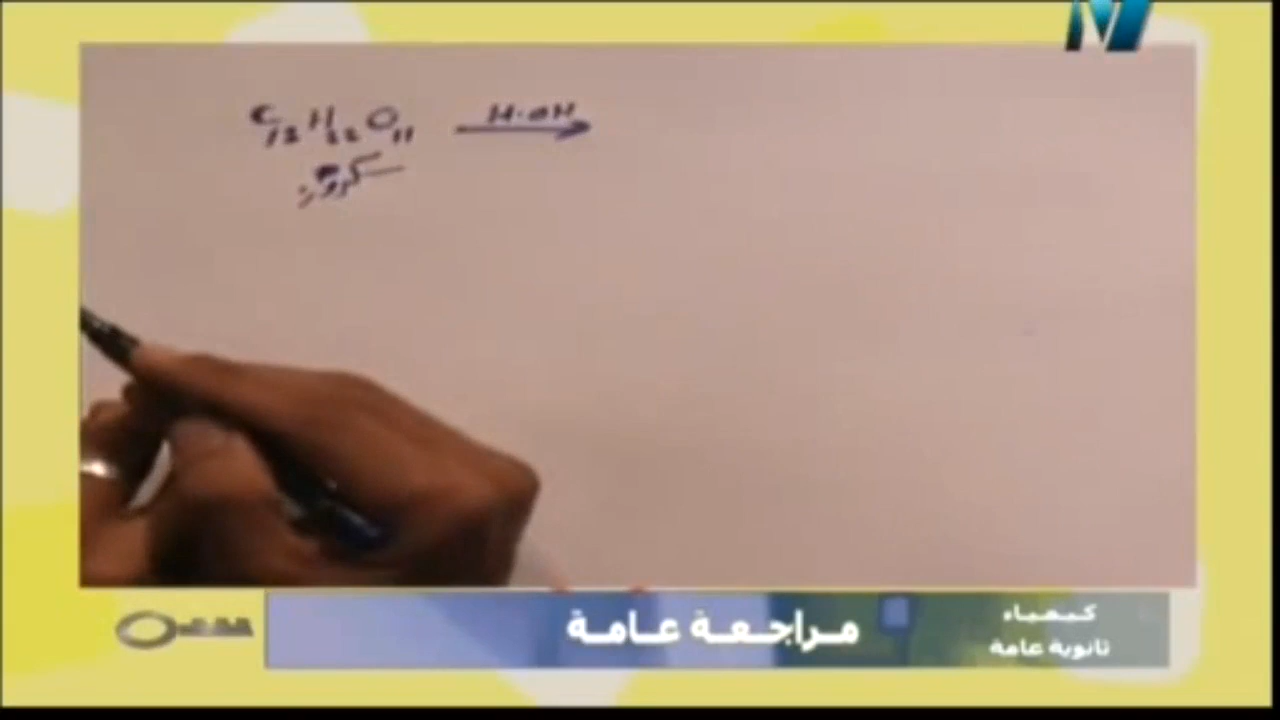 C₁₂H₂₂O₁₁ —H-OH→
سكروز
مراجعة عامة
كيمياء
ثانوية عامة